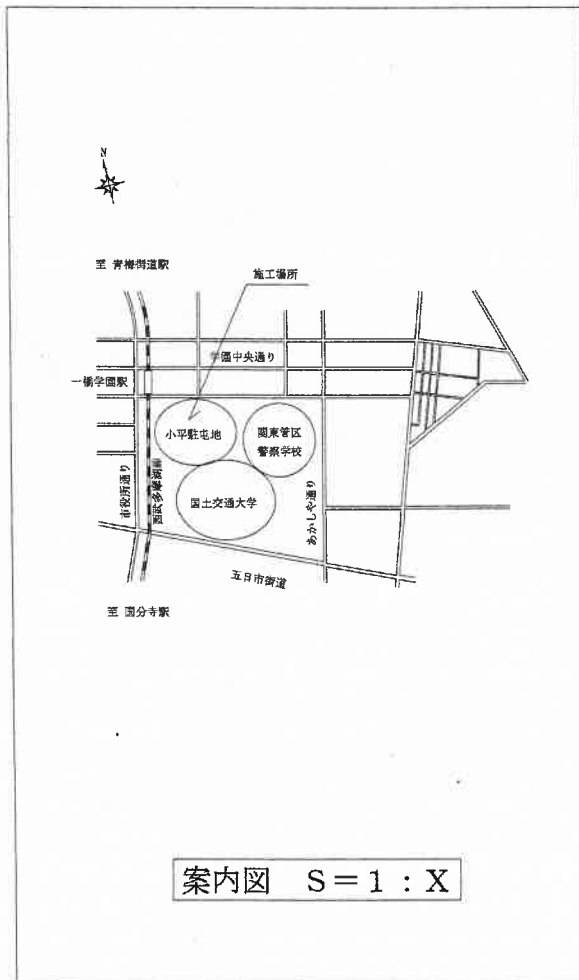 N
至 青梅街道駅
施工場所
学園中央通り
一橋学園駅
小平駐屯地
関東管区
警察学校
国土交通大学
市役所通り
西武多摩湖線
あかしや通り
五日市街道
至 国分寺駅
案内図 S=1:X